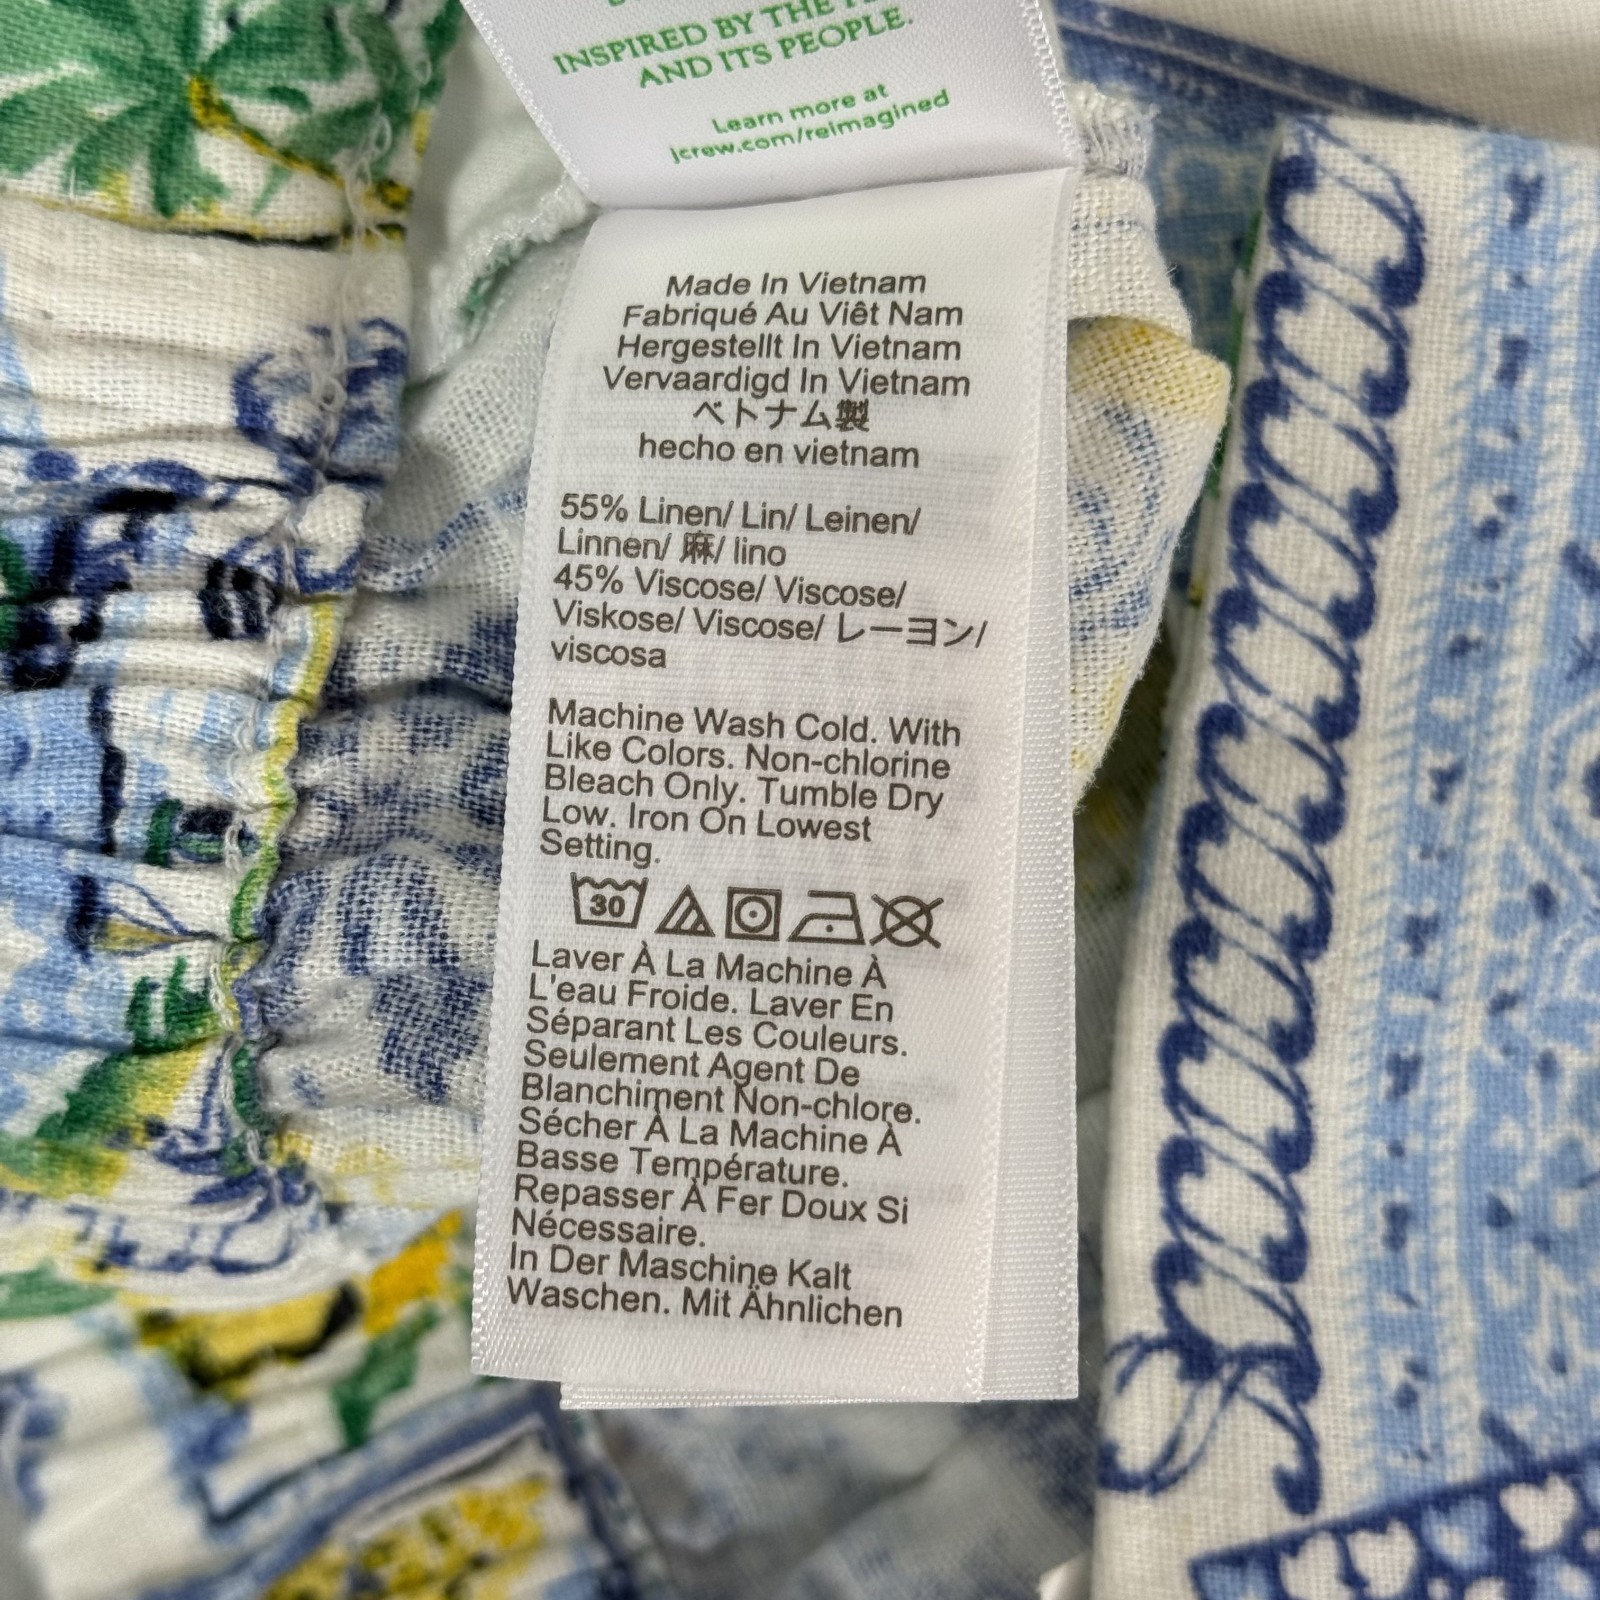 INSPIRED BY THE
AND ITS PEOPLE.
Learn more at
jcrew.com/reimagined
Made In Vietnam
Fabriqué Au Viêt Nam
Hergestellt In Vietnam
Vervaardigd In Vietnam
ベトナム製
hecho en vietnam
55% Linen/ Lin/ Leinen/
Linnen/ 麻/ lino
45% Viscose/ Viscose/
Viskose/ Viscose/ レーヨン/
viscosa
Machine Wash Cold. With
Like Colors. Non-chlorine
Bleach Only. Tumble Dry
Low. Iron On Lowest
Setting.
30
Laver À La Machine À
L'eau Froide. Laver En
Séparant Les Couleurs.
Seulement Agent De
Blanchiment Non-chlore.
Sécher À La Machine À
Basse Température.
Repasser À Fer Doux Si
Nécessaire.
In Der Maschine Kalt
Waschen. Mit Ähnlichen